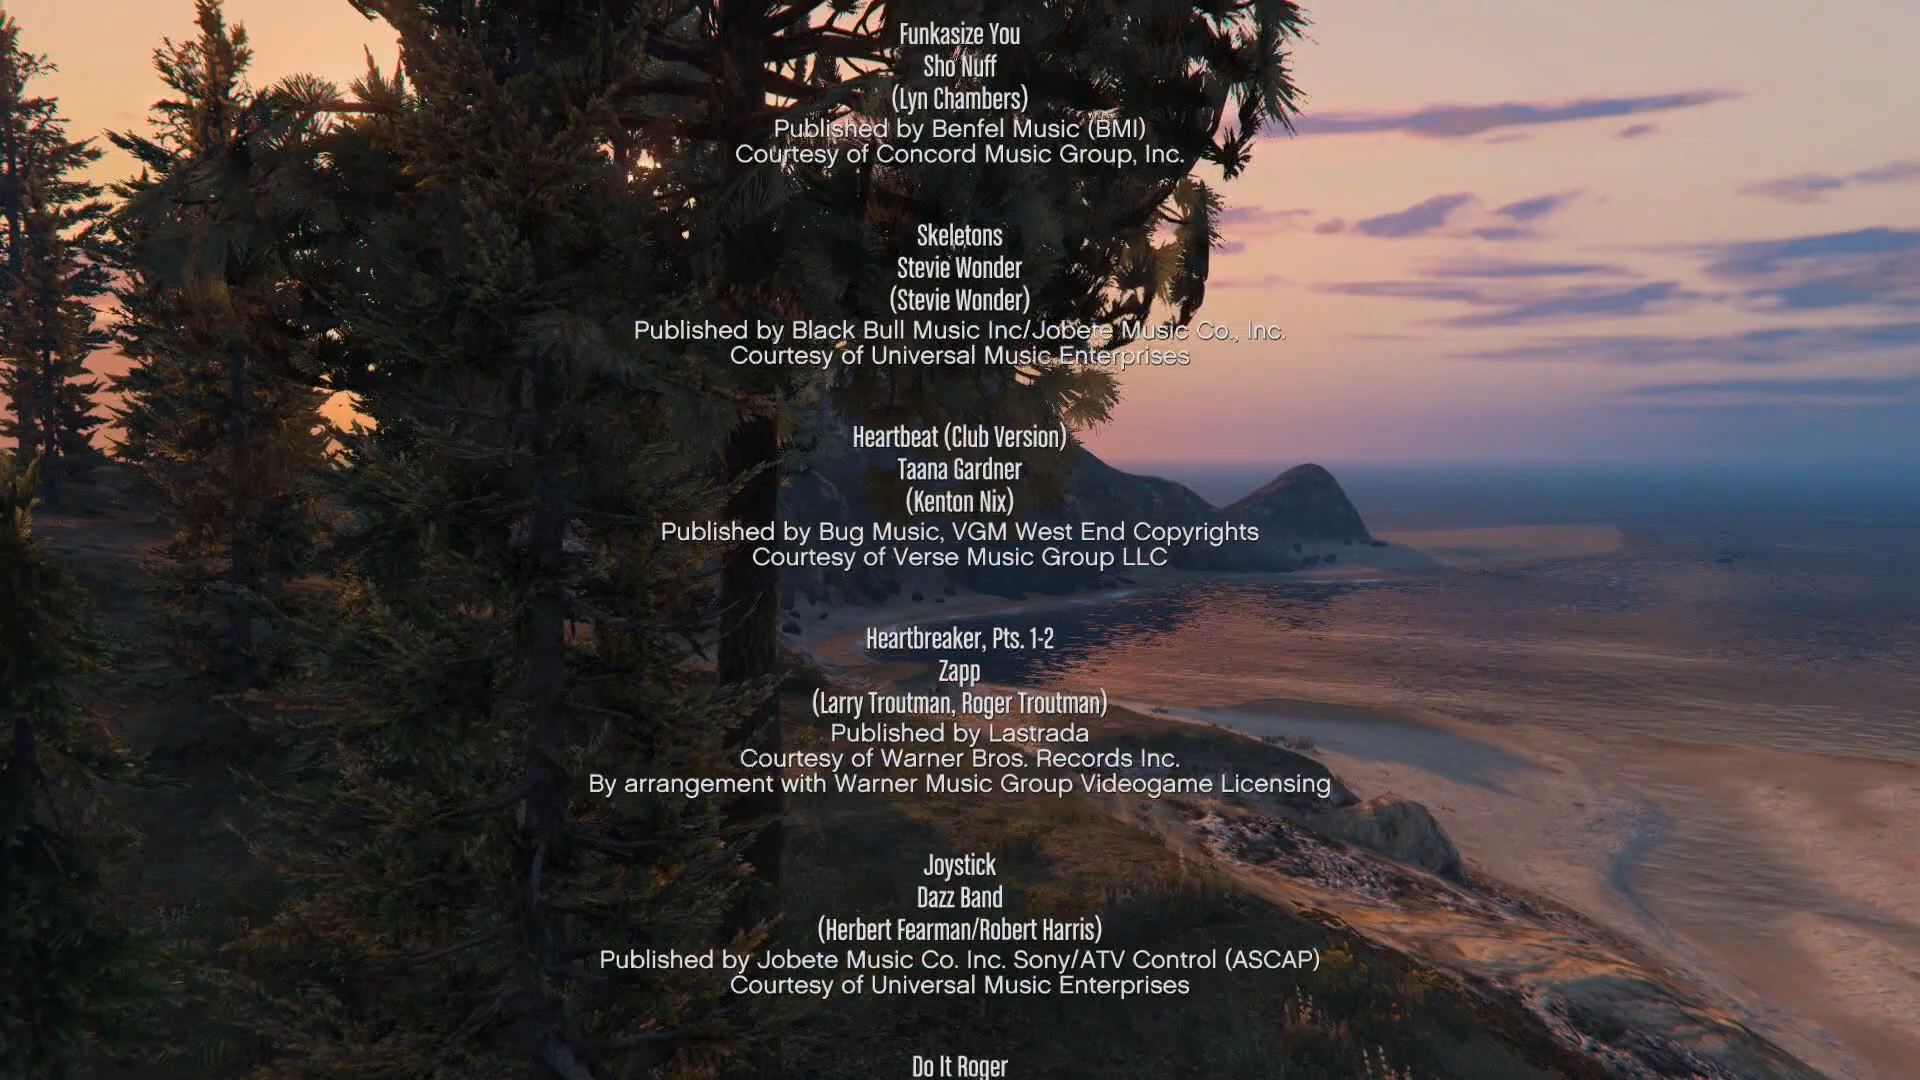 Funkasize You
Sho Nuff
(Lyn Chambers)
Published by Benfel Music (BMI)
Courtesy of Concord Music Group, Inc.
Skeletons
Stevie Wonder
(Stevie Wonder)
Published by Black Bull Music Inc/Jobete Music Co., Inc.
Courtesy of Universal Music Enterprises
Heartbeat (Club Version)
Taana Gardner
(Kenton Nix)
Published by Bug Music, VGM West End Copyrights
Courtesy of Verse Music Group LLC
Heartbreaker, Pts. 1-2
Zapp
(Larry Troutman, Roger Troutman)
Published by Lastrada
Courtesy of Warner Bros. Records Inc.
By arrangement with Warner Music Group Videogame Licensing
Joystick
Dazz Band
(Herbert Fearman/Robert Harris)
Published by Jobete Music Co. Inc. Sony/ATV Control (ASCAP)
Courtesy of Universal Music Enterprises
Do It Roger